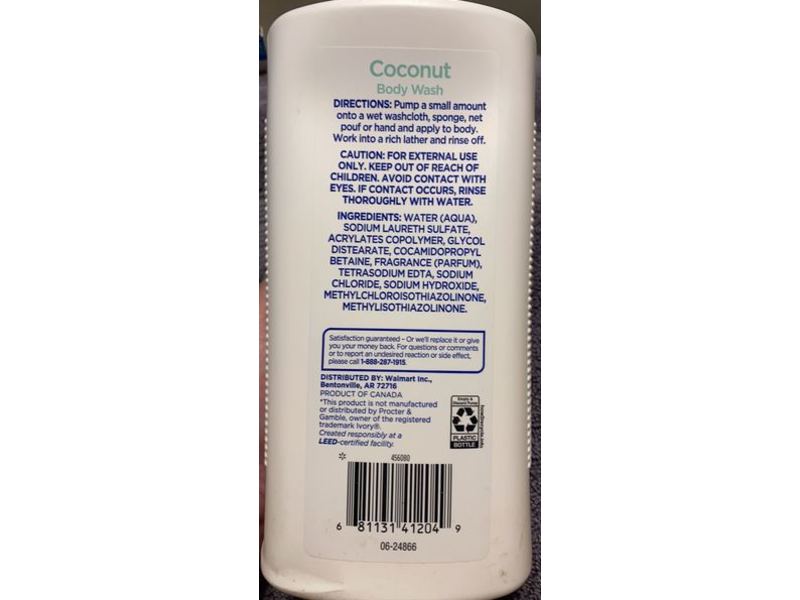 Coconut
Body Wash
DIRECTIONS: Pump a small amount
onto a wet washcloth, sponge, net
pouf or hand and apply to body.
Work into a rich lather and rinse off.
CAUTION: FOR EXTERNAL USE
ONLY. KEEP OUT OF REACH OF
CHILDREN. AVOID CONTACT WITH
EYES. IF CONTACT OCCURS, RINSE
THOROUGHLY WITH WATER.
INGREDIENTS: WATER (AQUA),
SODIUM LAURETH SULFATE,
ACRYLATES COPOLYMER, GLYCOL
DISTEARATE, COCAMIDOPROPYL
BETAINE, FRAGRANCE (PARFUM),
TETRASODIUM EDTA, SODIUM
CHLORIDE, SODIUM HYDROXIDE,
METHYLCHLOROISOTHIAZOLINONE,
METHYLISOTHIAZOLINONE.
Satisfaction guaranteed - Or we'll replace it or give
you your money back. For questions or comments
or to report an undesired reaction or side effect,
please call 1-888-287-1915.
DISTRIBUTED BY: Walmart Inc.,
Bentonville, AR 72716
PRODUCT OF CANADA
*This product is not manufactured
or distributed by Procter &
Gamble, owner of the registered
trademark Ivory®.
Created responsibly at a
LEED-certified facility.
PLASTIC
BOTTLE
456080
6 81131 41204 9
06-24866